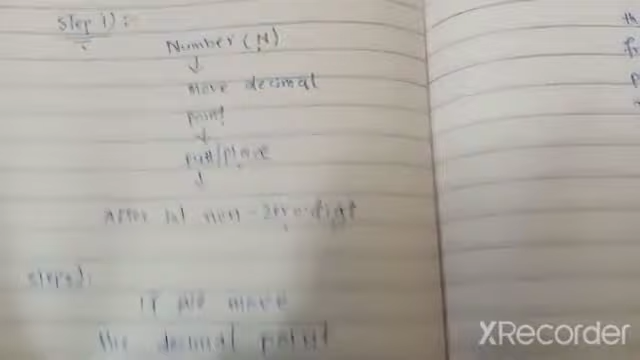 Step 1):
Number (N)
↓
move decimal
point
↓
put/place
↓
After 1st non-zero-digt
Step 2):
If we move
the decimal point
XRecorder